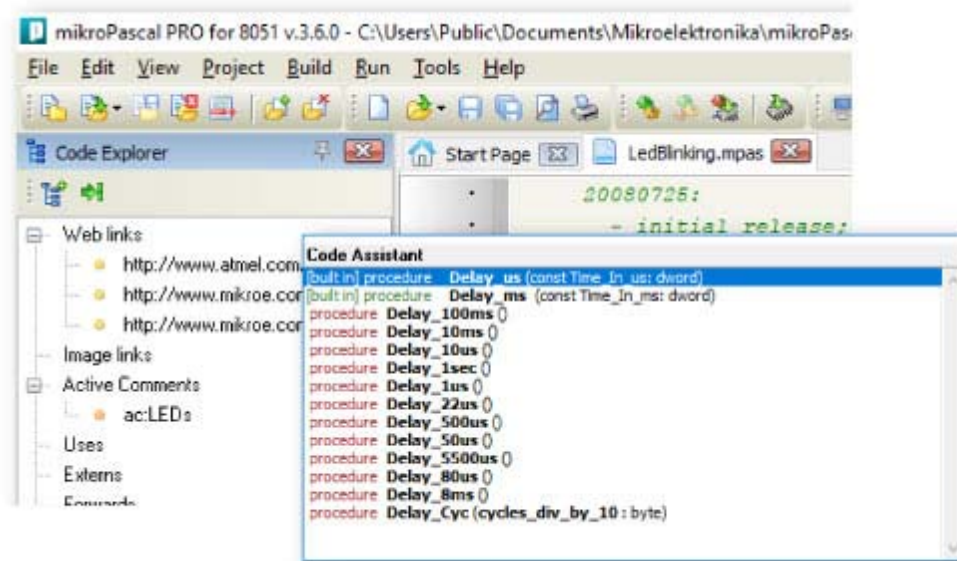 mikroPascal PRO for 8051 v.3.6.0 - C:\Users\Public\Documents\Mikroelektronika\mikroPas
File Edit View Project Build Run Tools Help
Code Explorer
Start Page LedBlinking.mpas
20080725:
- initial release;
Web links
http://www.atmel.com
http://www.mikroe.com
http://www.mikroe.com
Image links
Active Comments
ac:LEDs
Uses
Externs
Forwards
Code Assistant
[built in] procedure Delay_us (const Time_In_us: dword)
[built in] procedure Delay_ms (const Time_In_ms: dword)
procedure Delay_100ms ()
procedure Delay_10ms ()
procedure Delay_10us ()
procedure Delay_1sec ()
procedure Delay_1us ()
procedure Delay_22us ()
procedure Delay_500us ()
procedure Delay_50us ()
procedure Delay_5500us ()
procedure Delay_80us ()
procedure Delay_8ms ()
procedure Delay_Cyc (cycles_div_by_10 : byte)